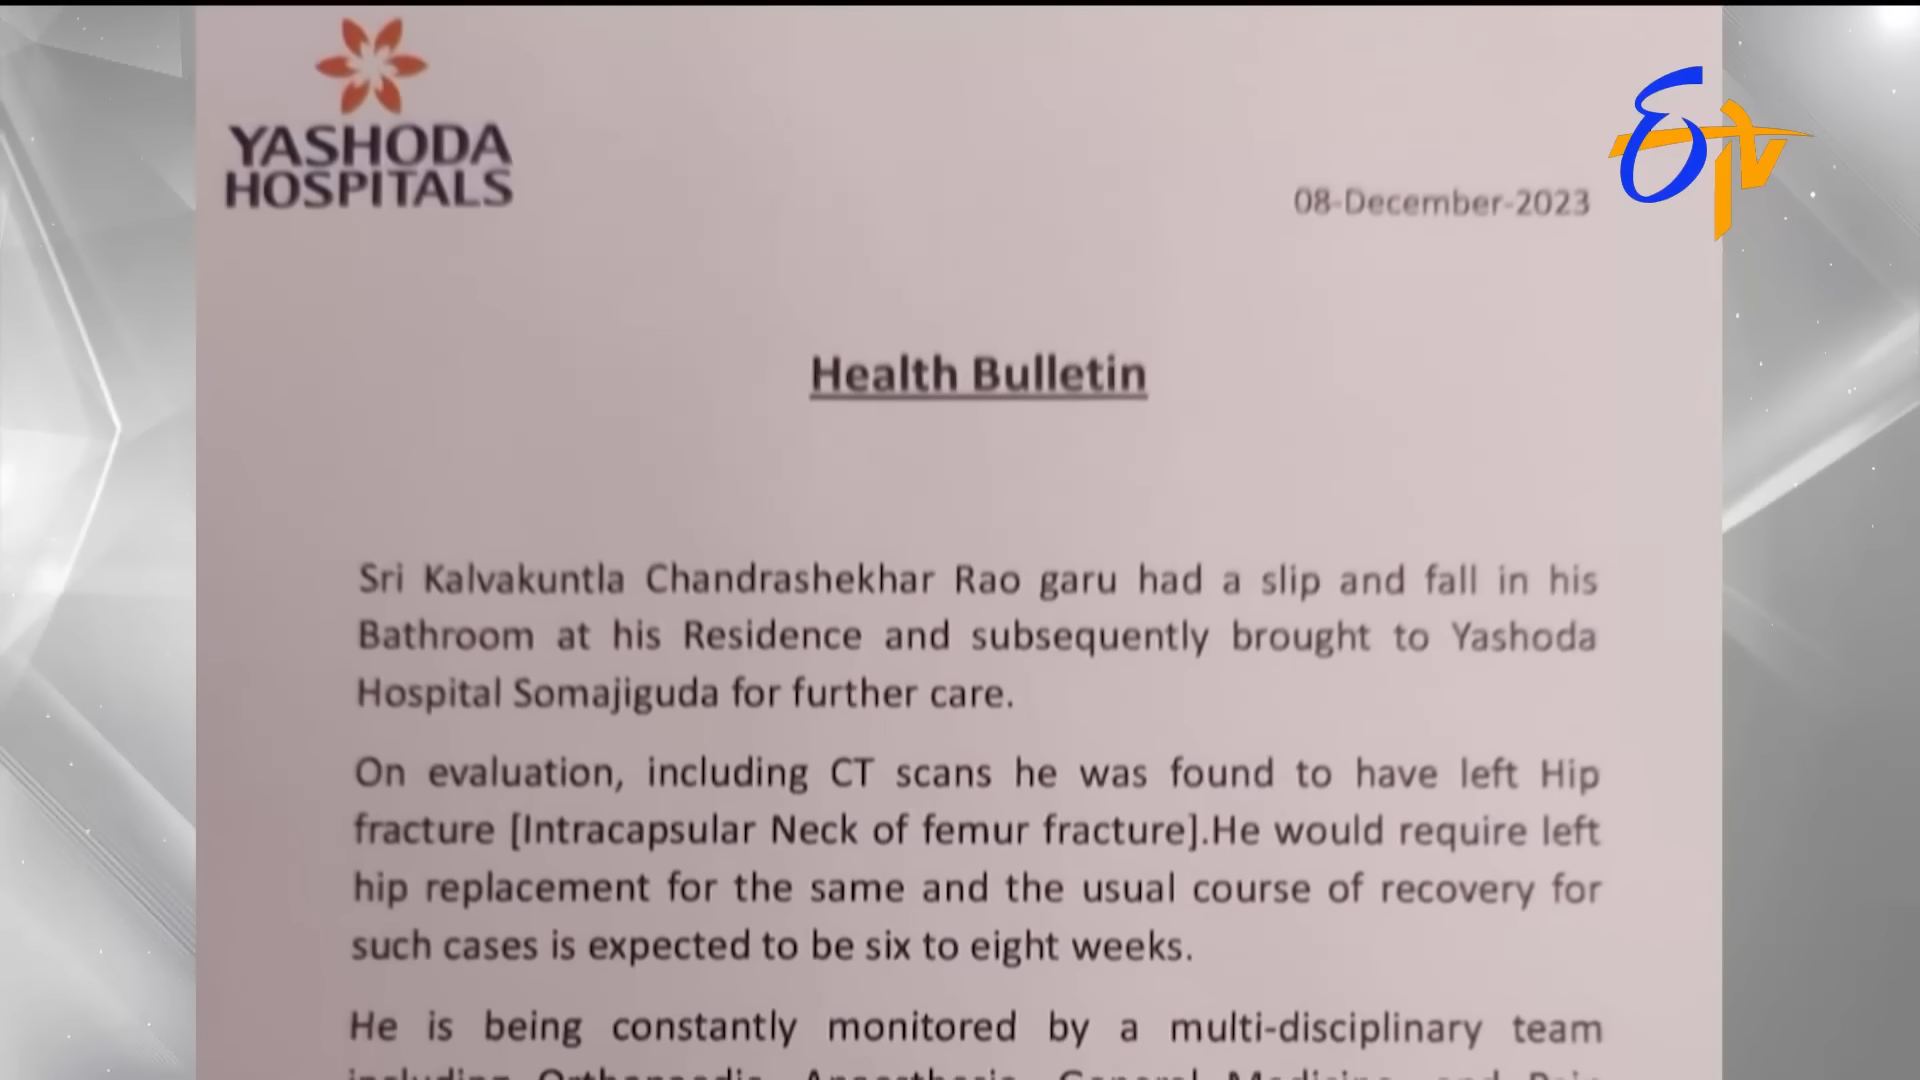 YASHODA
HOSPITALS
ETV
08-December-2023
Health Bulletin
Sri Kalvakuntla Chandrashekhar Rao garu had a slip and fall in his
Bathroom at his Residence and subsequently brought to Yashoda
Hospital Somajiguda for further care.
On evaluation, including CT scans he was found to have left Hip
fracture [Intracapsular Neck of femur fracture].He would require left
hip replacement for the same and the usual course of recovery for
such cases is expected to be six to eight weeks.
He is being constantly monitored by a multi-disciplinary team